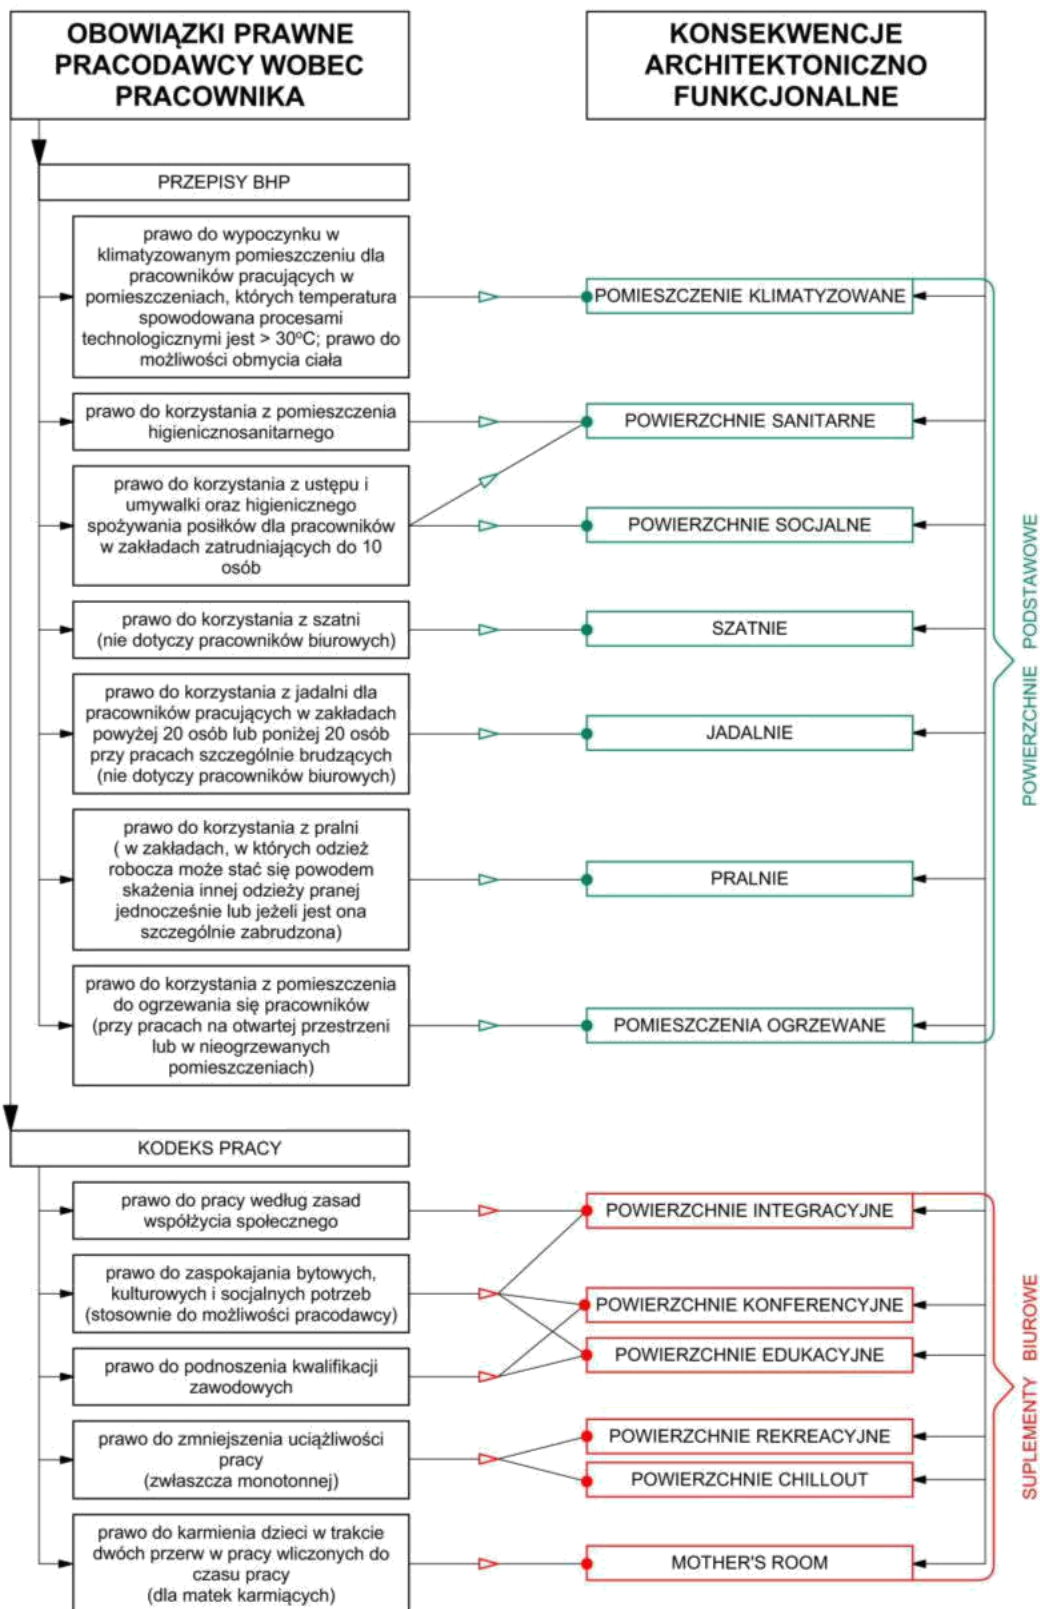 OBOWIĄZKI PRAWNE
PRACODAWCY WOBEC
PRACOWNIKA
KONSEKWENCJE
ARCHITEKTONICZNO
FUNKCJONALNE
PRZEPISY BHP
prawo do wypoczynku w
klimatyzowanym pomieszczeniu dla
pracowników pracujących w
pomieszczeniach, których temperatura
spowodowana procesami
technologicznymi jest > 30ºC; prawo do
możliwości obmycia ciała
POMIESZCZENIE KLIMATYZOWANE
prawo do korzystania z pomieszczenia
higienicznosanitarnego
POWIERZCHNIE SANITARNE
prawo do korzystania z ustępu i
umywalki oraz higienicznego
spożywania posiłków dla pracowników
w zakładach zatrudniających do 10
osób
POWIERZCHNIE SOCJALNE
prawo do korzystania z szatni
(nie dotyczy pracowników biurowych)
SZATNIE
prawo do korzystania z jadalni dla
pracowników pracujących w zakładach
powyżej 20 osób lub poniżej 20 osób
przy pracach szczególnie brudzących
(nie dotyczy pracowników biurowych)
JADALNIE
prawo do korzystania z pralni
( w zakładach, w których odzież
robocza może stać się powodem
skażenia innej odzieży pranej
jednocześnie lub jeżeli jest ona
szczególnie zabrudzona)
PRALNIE
prawo do korzystania z pomieszczenia
do ogrzewania się pracowników
(przy pracach na otwartej przestrzeni
lub w nieogrzewanych
pomieszczeniach)
POMIESZCZENIA OGRZEWANE
POWIERZCHNIE PODSTAWOWE
KODEKS PRACY
prawo do pracy według zasad
współżycia społecznego
POWIERZCHNIE INTEGRACYJNE
prawo do zaspokajania bytowych,
kulturowych i socjalnych potrzeb
(stosownie do możliwości pracodawcy)
POWIERZCHNIE KONFERENCYJNE
prawo do podnoszenia kwalifikacji
zawodowych
POWIERZCHNIE EDUKACYJNE
prawo do zmniejszenia uciążliwości
pracy
(zwłaszcza monotonnej)
POWIERZCHNIE REKREACYJNE
POWIERZCHNIE CHILLOUT
prawo do karmienia dzieci w trakcie
dwóch przerw w pracy wliczonych do
czasu pracy
(dla matek karmiących)
MOTHER'S ROOM
SUPLEMENTY BIUROWE